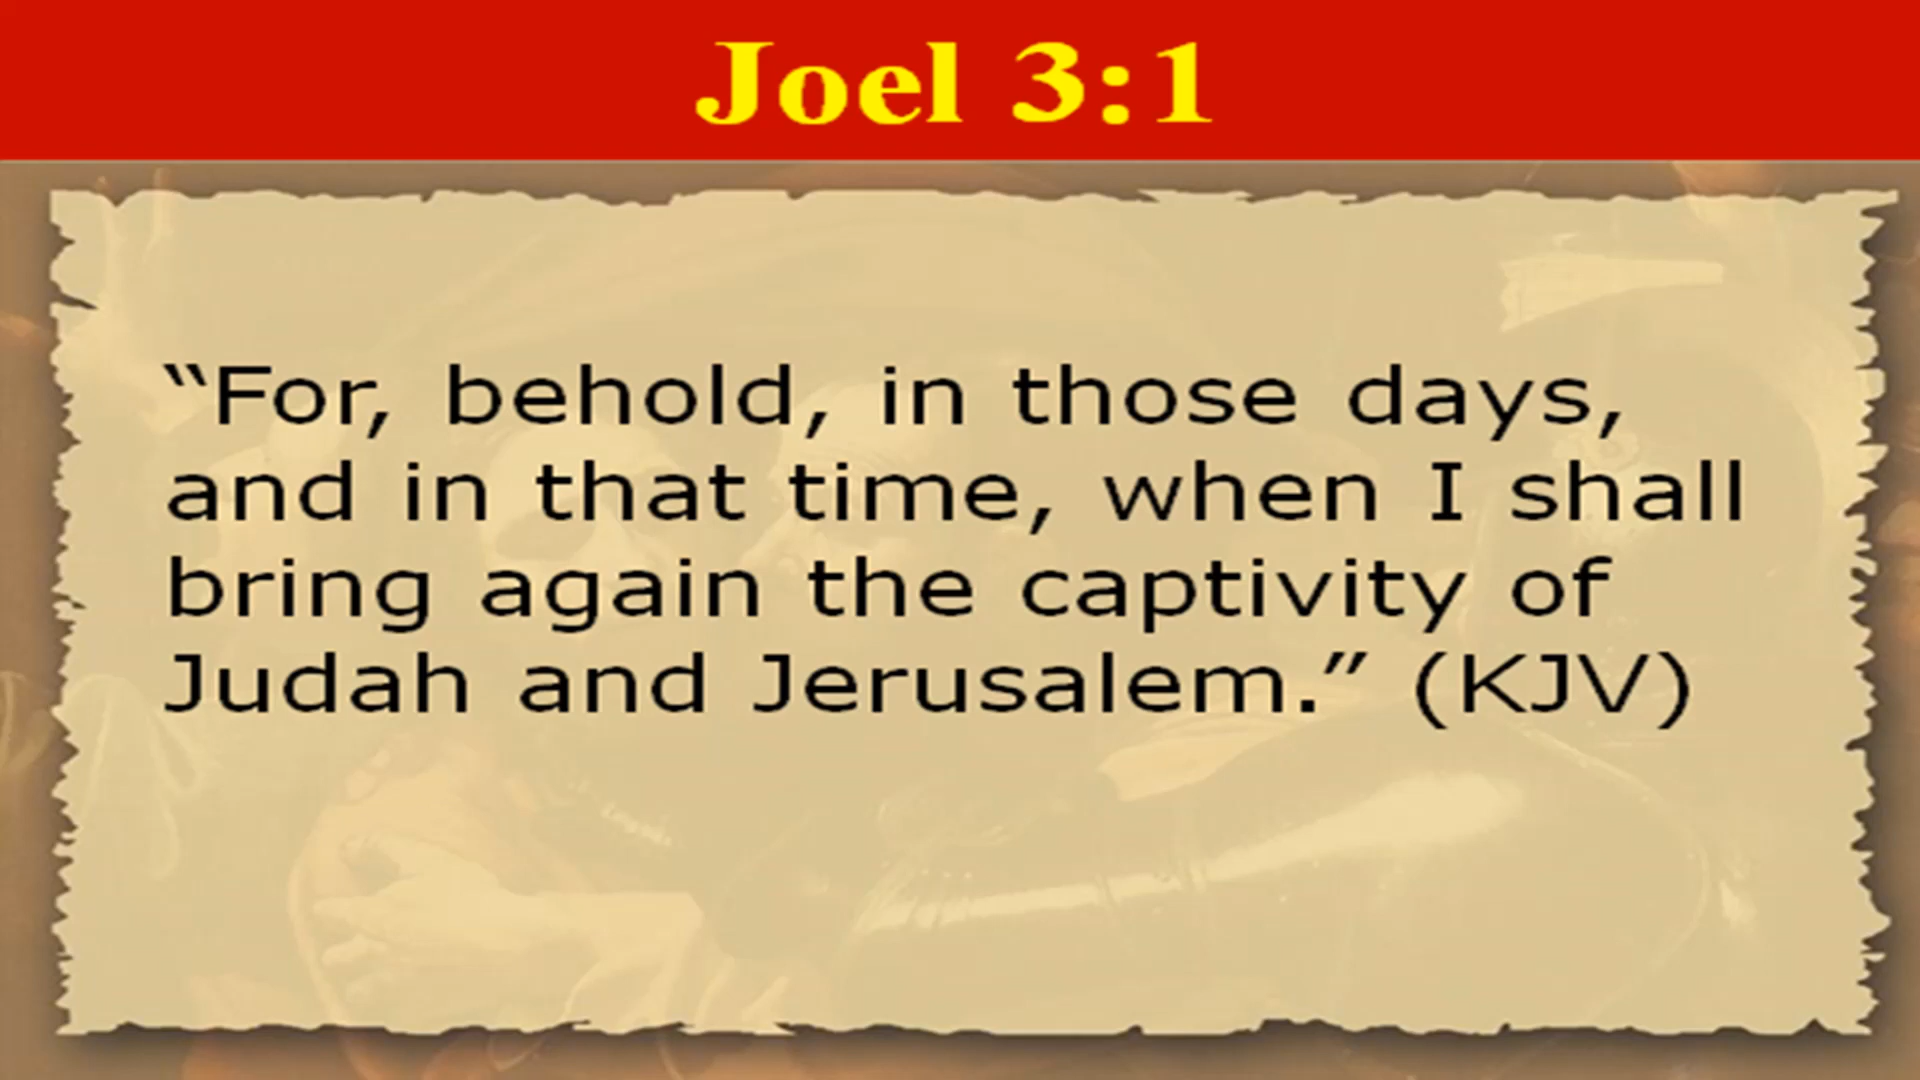 Joel 3:1
“For, behold, in those days,
and in that time, when I shall
bring again the captivity of
Judah and Jerusalem.” (KJV)